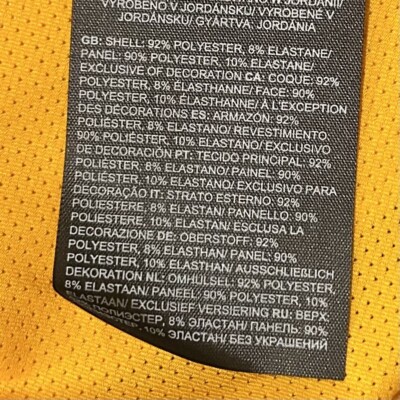 VYROBENO V JORDÁNSKU/ VYROBENÉ V
JORDÁNSKU/ GYÁRTVA, JORDÁNIA
GB: SHELL: 92% POLYESTER, 8% ELASTANE/
PANEL: 90% POLYESTER, 10% ELASTANE/
EXCLUSIVE OF DECORATION CA: COQUE: 92%
POLYESTER, 8% ÉLASTHANNE/ FACE: 90%
POLYESTER, 10% ÉLASTHANNE/ À L'EXCEPTION
DES DÉCORATIONS ES: ARMAZÓN: 92%
POLIÉSTER, 8% ELASTANO/ REVESTIMIENTO:
90% POLIÉSTER, 10% ELASTANO/ EXCLUSIVO
DE DECORACIÓN PT: TECIDO PRINCIPAL: 92%
POLIÉSTER, 8% ELASTANO/ PAINEL: 90%
POLIÉSTER, 10% ELASTANO/ EXCLUSIVO PARA
DECORAÇÃO IT: STRATO ESTERNO: 92%
POLIESTERE, 8% ELASTAN/ PANNELLO: 90%
POLIESTERE, 10% ELASTAN/ ESCLUSA LA
DECORAZIONE DE: OBERSTOFF: 92%
POLYESTER, 8% ELASTHAN/ PANEL: 90%
POLYESTER, 10% ELASTHAN/ AUSSCHLIEßLICH
DEKORATION NL: OMHULSEL: 92% POLYESTER,
8% ELASTAAN/ PANEEL: 90% POLYESTER, 10%
ELASTAAN/ EXCLUSIEF VERSIERING RU: ВЕРХ:
ПОЛИЭСТЕР, 8% ЭЛАСТАН/ ПАНЕЛЬ: 90%
10% ЭЛАСТАН/ БЕЗ УКРАШЕНИЙ